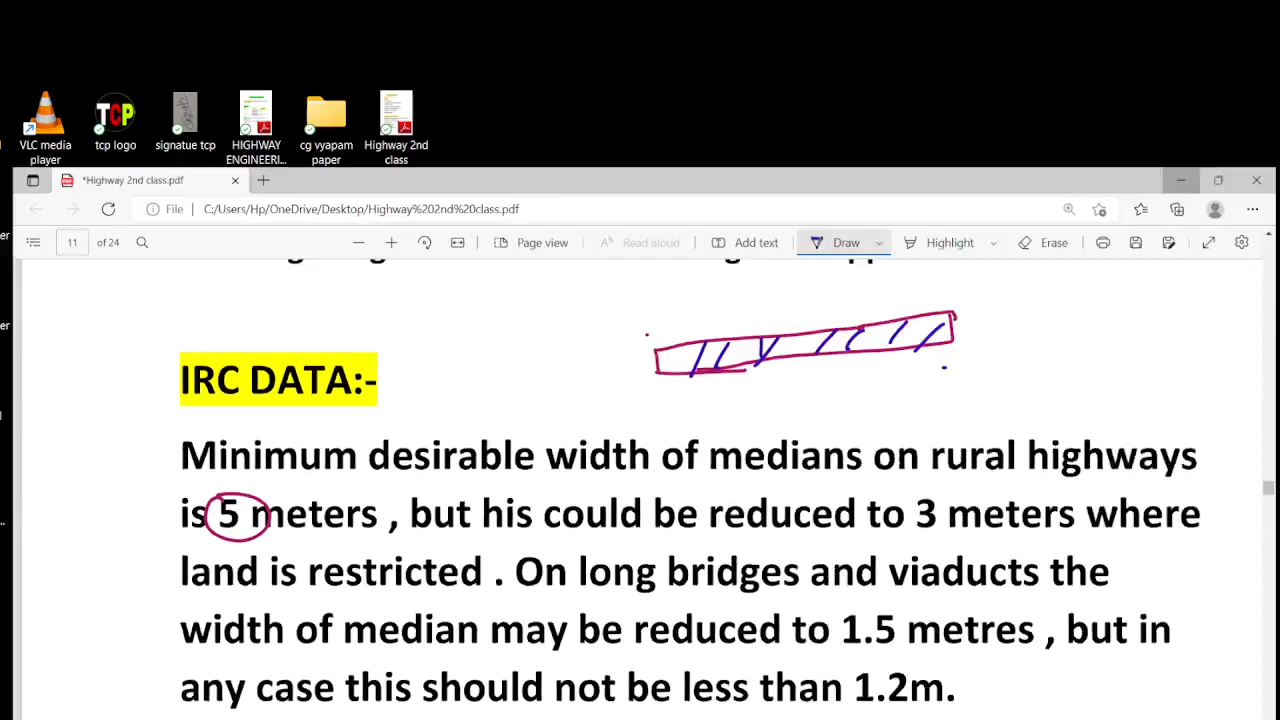 VLC media player
tcp logo
signatue tcp
HIGHWAY ENGINEERI...
cg vyapam paper
Highway 2nd class
*Highway 2nd class.pdf
File
C:/Users/Hp/OneDrive/Desktop/Highway%202nd%20class.pdf
11 of 24
Page view
Read aloud
Add text
Draw
Highlight
Erase
IRC DATA:-
Minimum desirable width of medians on rural highways
is 5 meters , but his could be reduced to 3 meters where
land is restricted . On long bridges and viaducts the
width of median may be reduced to 1.5 metres , but in
any case this should not be less than 1.2m.